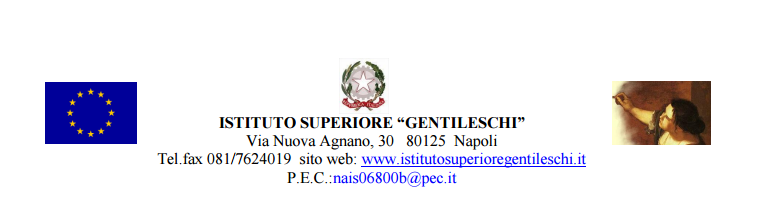 ISTITUTO SUPERIORE “GENTILESCHI”
Via Nuova Agnano, 30 80125 Napoli
Tel.fax 081/7624019 sito web: www.istitutosuperioregentileschi.it
P.E.C.:nais06800b@pec.it